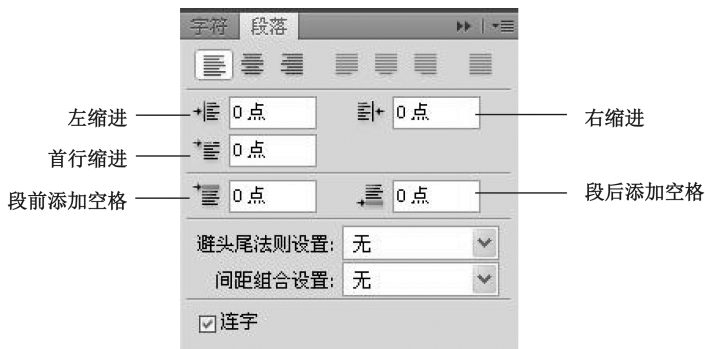 字符 段落
左缩进 0 点 0 点 右缩进
首行缩进 0 点
段前添加空格 0 点 0 点 段后添加空格
避头尾法则设置: 无
间距组合设置: 无
连字